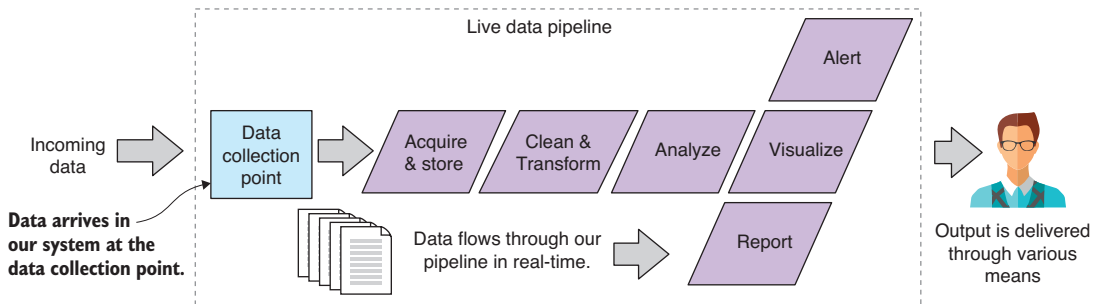 Live data pipeline
Alert
Incoming
data
Data
collection
point
Acquire
& store
Clean &
Transform
Analyze
Visualize
Data arrives in
our system at the
data collection point.
Data flows through our
pipeline in real-time.
Report
Output is delivered
through various
means